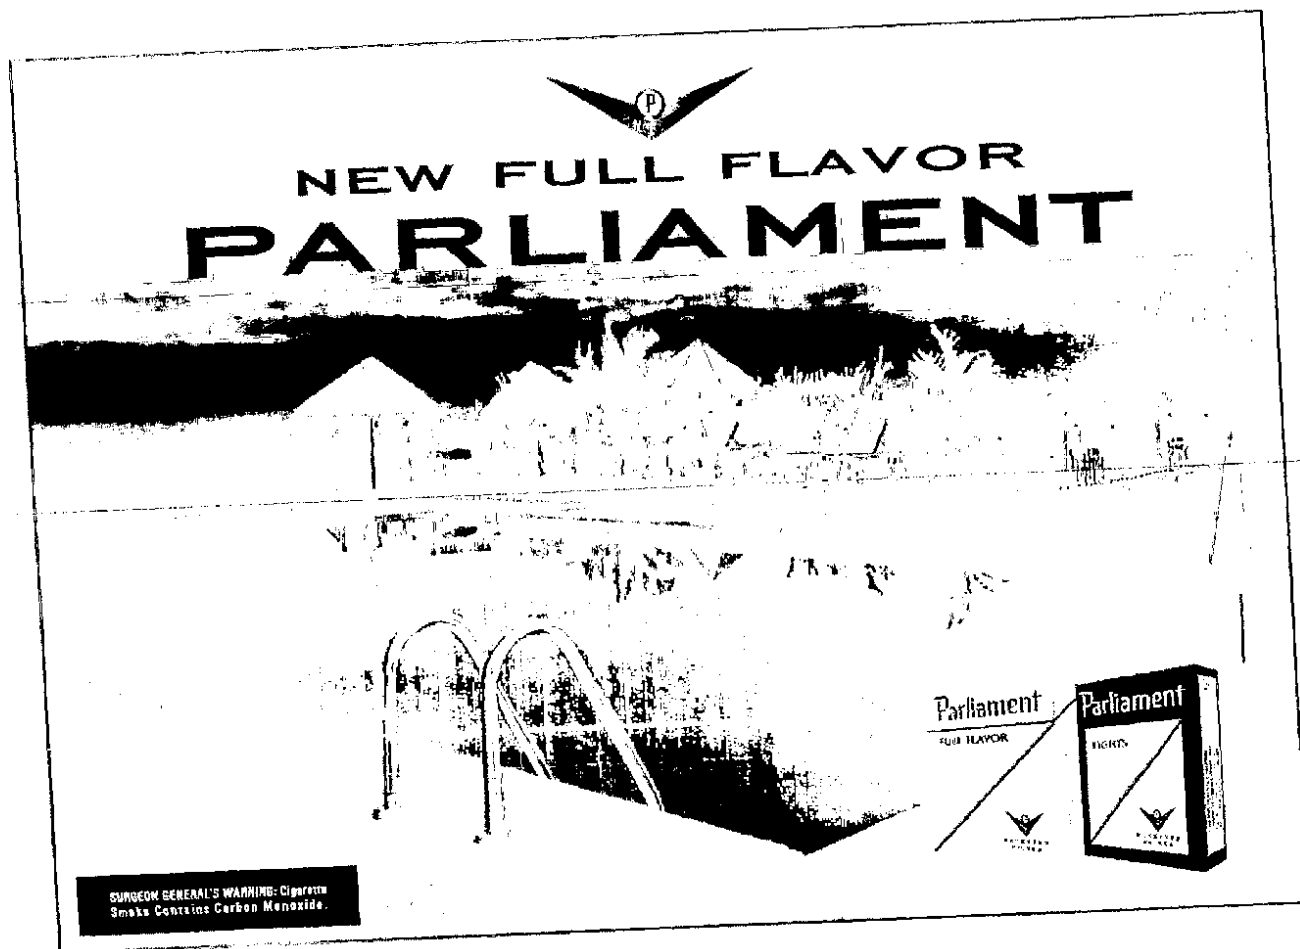 P
NEW FULL FLAVOR
PARLIAMENT
Parliament
FULL FLAVOR
Parliament
LIGHTS
SURGEON GENERAL'S WARNING: Cigarette
Smoke Contains Carbon Monoxide.